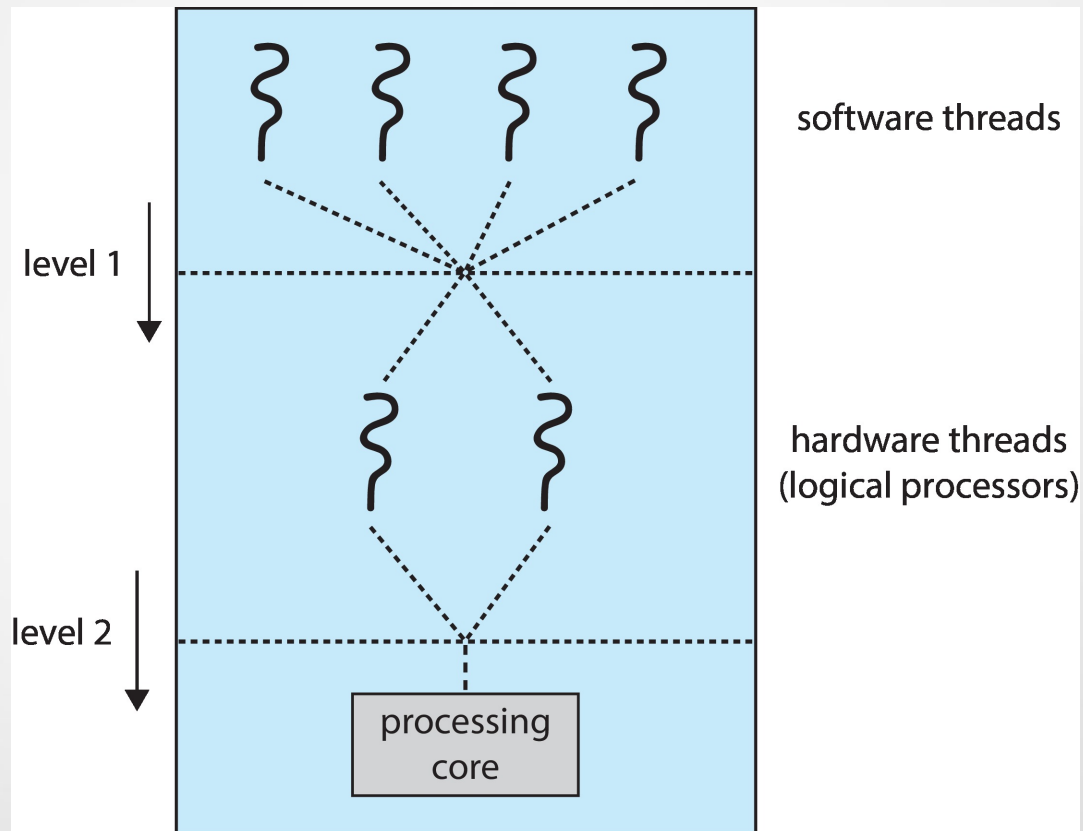 software threads
level 1
hardware threads
(logical processors)
level 2
processing
core